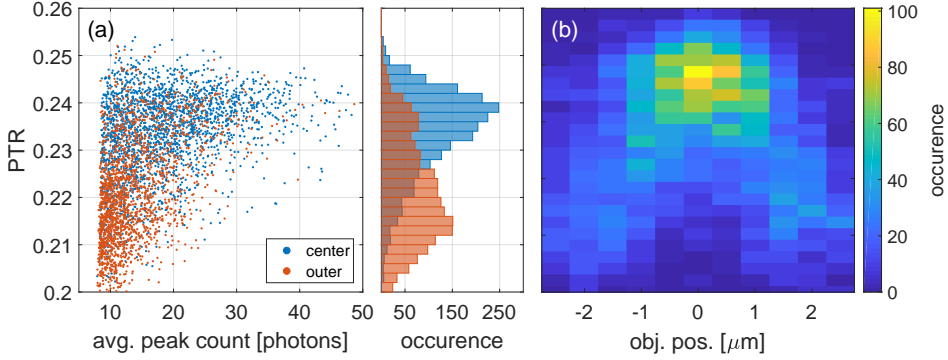 0.26
0.25
0.24
0.23
0.22
0.21
0.2
PTR
(a)
center
outer
10 20 30 40 50
avg. peak count [photons]
50 150 250
occurence
(b)
-2 -1 0 1 2
obj. pos. [μm]
100
80
60
40
20
0
occurence